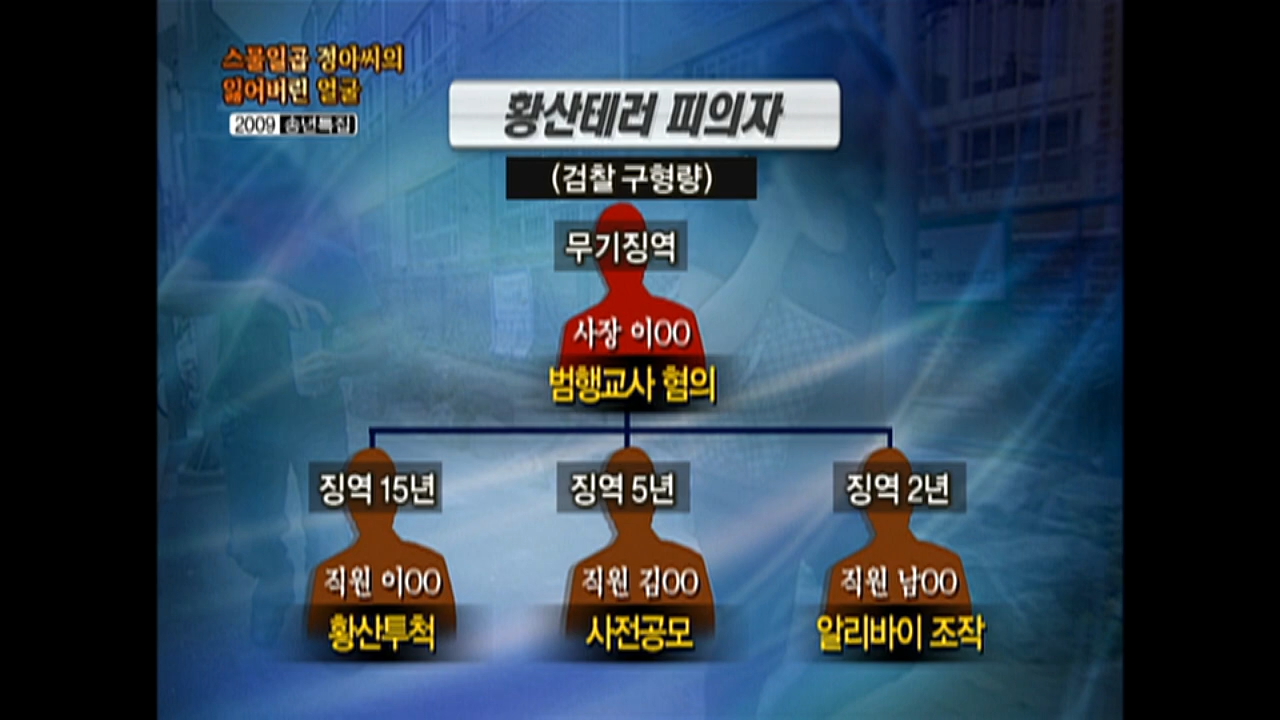 스물일곱 정아씨의
잃어버린 얼굴
2009 송년특집
황산테러 피의자
(검찰 구형량)
무기징역
사장 이OO
범행교사 혐의
징역 15년
직원 이OO
황산투척
징역 5년
직원 김OO
사전공모
징역 2년
직원 남OO
알리바이 조작